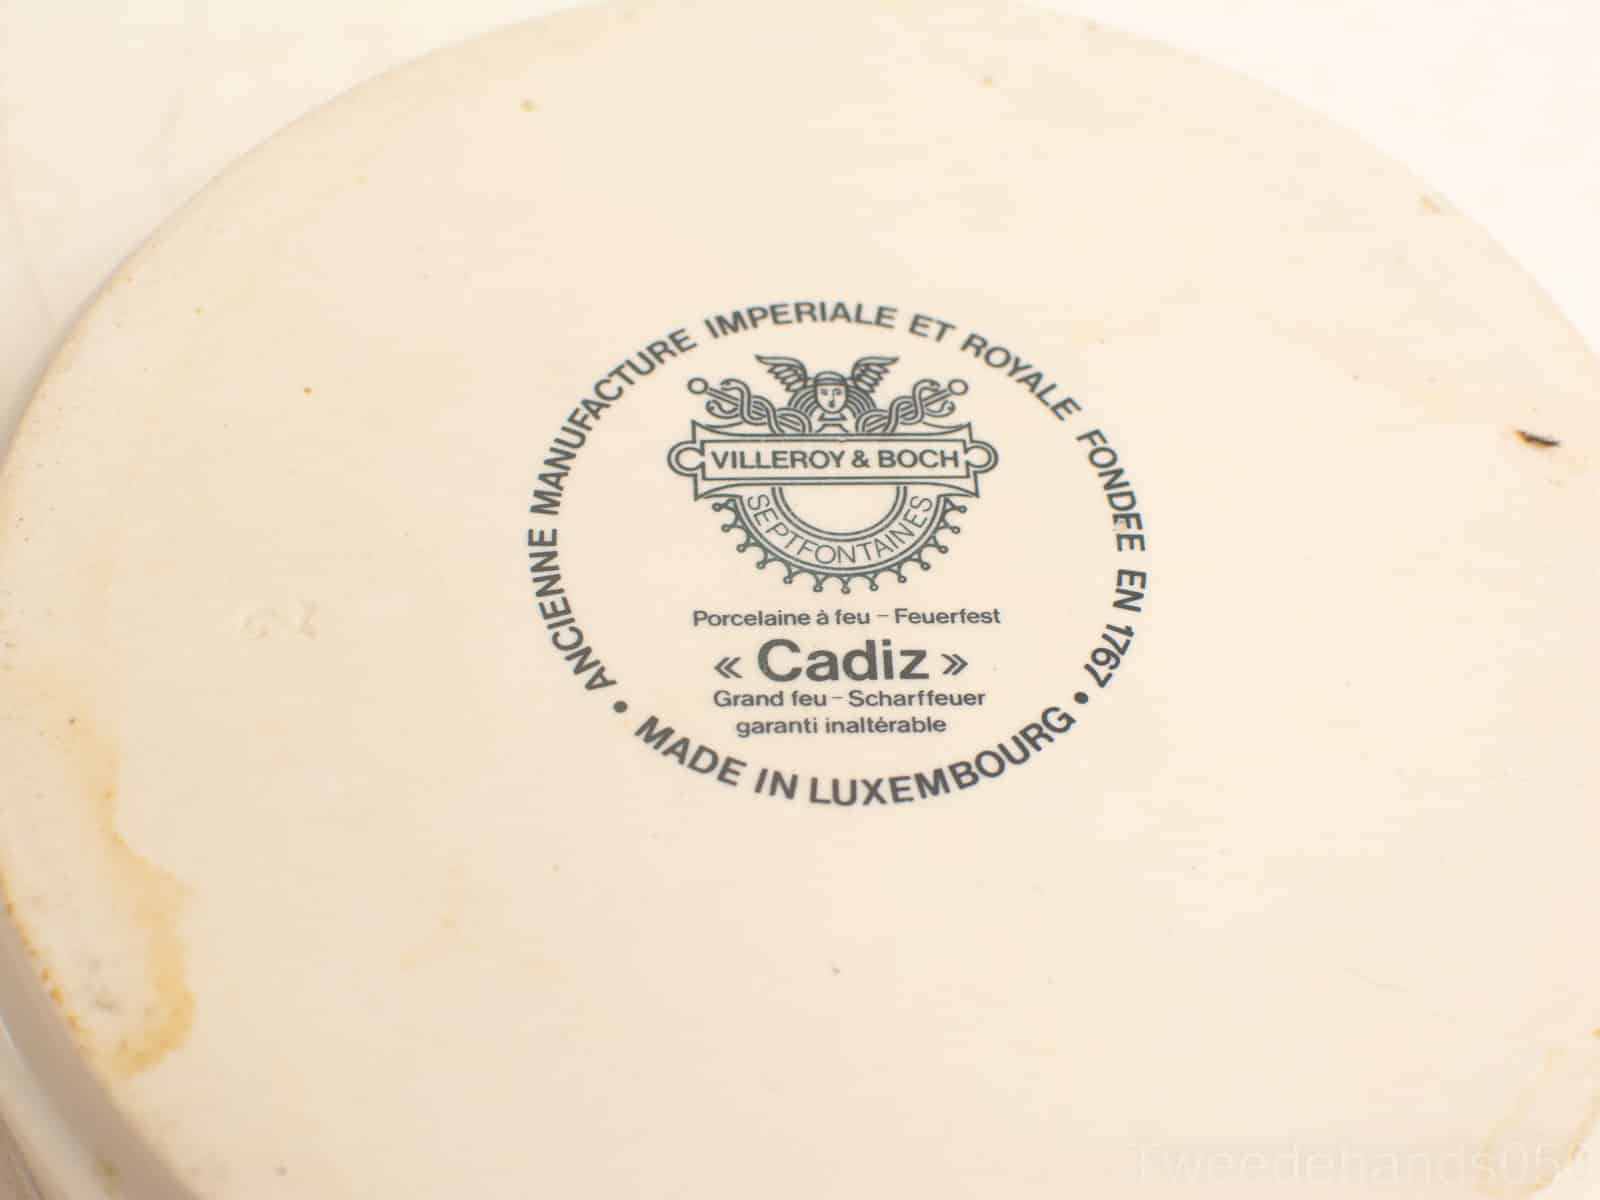 ANCIENNE MANUFACTURE IMPERIALE ET ROYALE FONDEE EN 1767
VILLEROY & BOCH
SEPTFONTAINES
Porcelaine à feu - Feuerfest
« Cadiz »
Grand feu - Scharffeuer
garanti inaltérable
• MADE IN LUXEMBOURG •
Tweedehands050